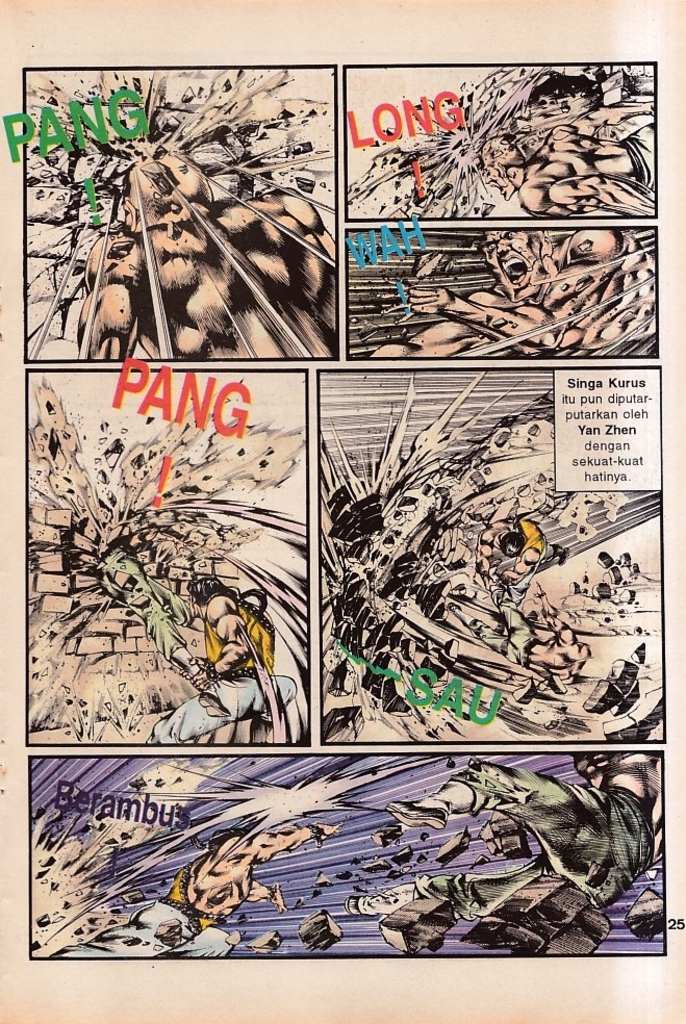 PANG
!
LONG
!
WAH
!
PANG
!
Singa Kurus
itu pun diputar-
putarkan oleh
Yan Zhen
dengan
sekuat-kuat
hatinya.
SAU
Berambus
!
25